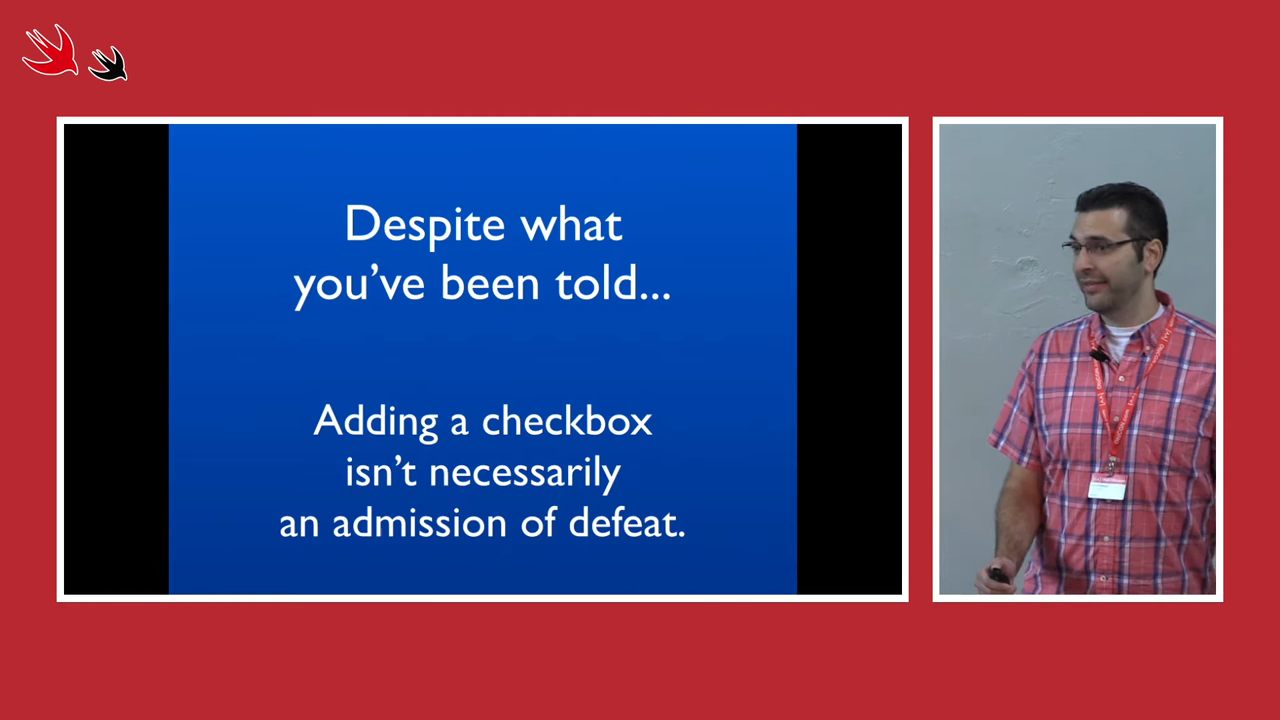 Despite what
you’ve been told...
Adding a checkbox
isn’t necessarily
an admission of defeat.